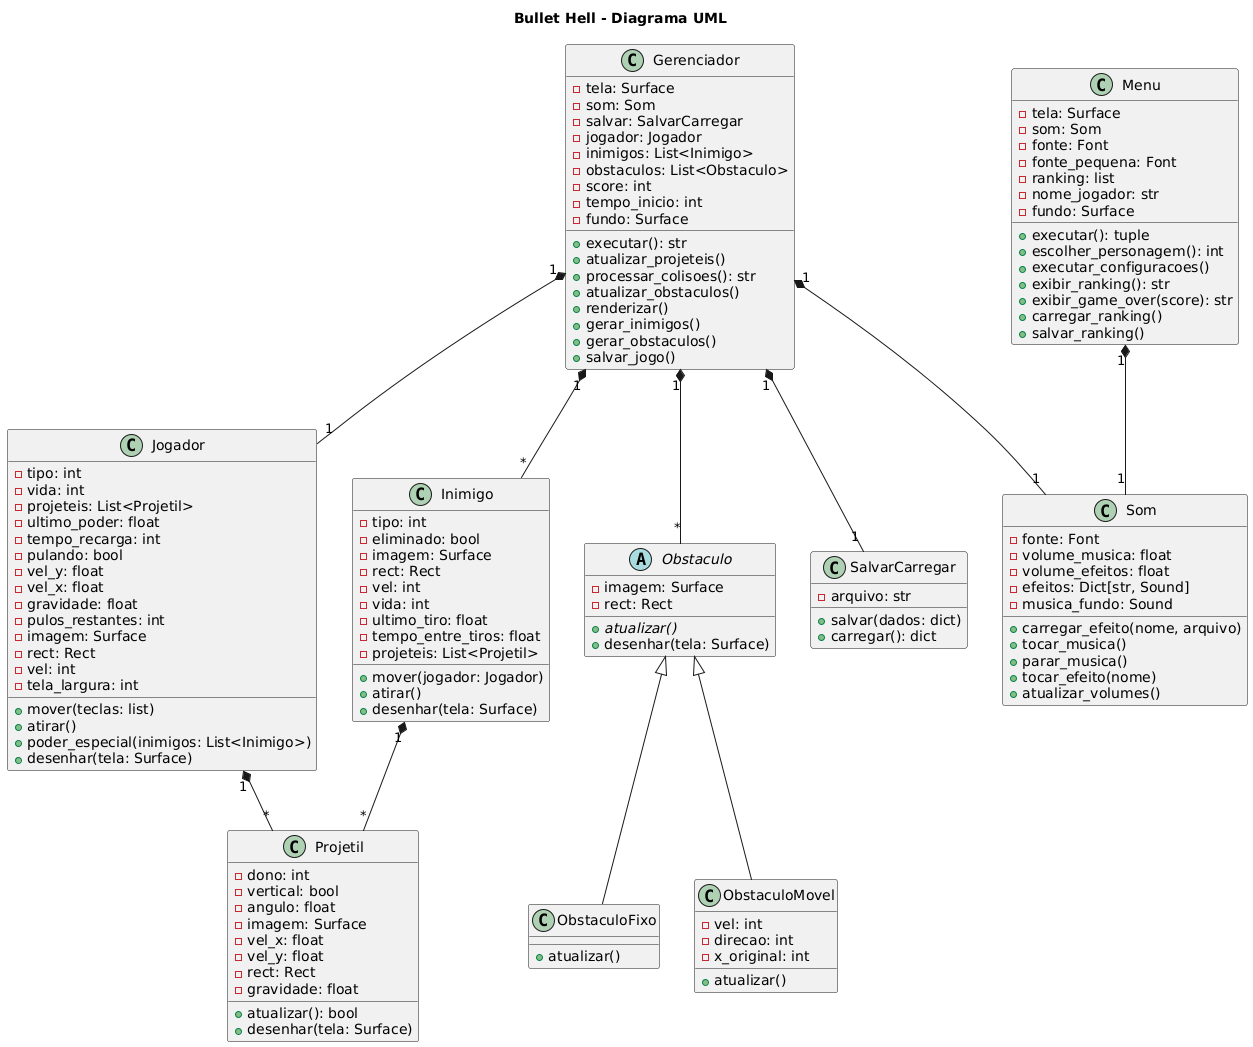 Bullet Hell - Diagrama UML
C Gerenciador
tela: Surface
som: Som
salvar: SalvarCarregar
jogador: Jogador
inimigos: List<Inimigo>
obstaculos: List<Obstaculo>
score: int
tempo_inicio: int
fundo: Surface
executar(): str
atualizar_projeteis()
processar_colisoes(): str
atualizar_obstaculos()
renderizar()
gerar_inimigos()
gerar_obstaculos()
salvar_jogo()
C Menu
tela: Surface
som: Som
fonte: Font
fonte_pequena: Font
ranking: list
nome_jogador: str
fundo: Surface
executar(): tuple
escolher_personagem(): int
executar_configuracoes()
exibir_ranking(): str
exibir_game_over(score): str
carregar_ranking()
salvar_ranking()
1
1
1
1
1
1
1
*
*
1
1
1
C Jogador
tipo: int
vida: int
projeteis: List<Projetil>
ultimo_poder: float
tempo_recarga: int
pulando: bool
vel_y: float
vel_x: float
gravidade: float
pulos_restantes: int
imagem: Surface
rect: Rect
vel: int
tela_largura: int
mover(teclas: list)
atirar()
poder_especial(inimigos: List<Inimigo>)
desenhar(tela: Surface)
C Inimigo
tipo: int
eliminado: bool
imagem: Surface
rect: Rect
vel: int
vida: int
ultimo_tiro: float
tempo_entre_tiros: float
projeteis: List<Projetil>
mover(jogador: Jogador)
atirar()
desenhar(tela: Surface)
A Obstaculo
imagem: Surface
rect: Rect
atualizar()
desenhar(tela: Surface)
C SalvarCarregar
arquivo: str
salvar(dados: dict)
carregar(): dict
C Som
fonte: Font
volume_musica: float
volume_efeitos: float
efeitos: Dict[str, Sound]
musica_fundo: Sound
carregar_efeito(nome, arquivo)
tocar_musica()
parar_musica()
tocar_efeito(nome)
atualizar_volumes()
1
1
*
*
C Projetil
dono: int
vertical: bool
angulo: float
imagem: Surface
vel_x: float
vel_y: float
rect: Rect
gravidade: float
atualizar(): bool
desenhar(tela: Surface)
C ObstaculoFixo
atualizar()
C ObstaculoMovel
vel: int
direcao: int
x_original: int
atualizar()